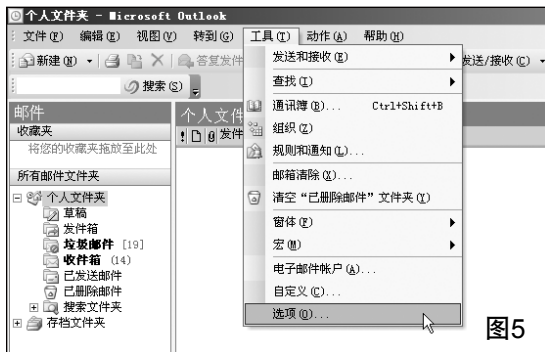 个人文件夹 - Microsoft Outlook
文件(F) 编辑(E) 视图(V) 转到(G) 工具(T) 动作(A) 帮助(H)
新建(N) 答复发件 发送/接收(C)
搜索(S)
发送和接收(E)
查找(I)
通讯簿(B)... Ctrl+Shift+B
组织(Z)
规则和通知(L)...
邮箱清除(X)...
清空“已删除邮件”文件夹(Y)
窗体(F)
宏(M)
电子邮件帐户(A)...
自定义(C)...
选项(O)...
邮件
收藏夹
将您的收藏夹拖放至此处
所有邮件文件夹
个人文件夹
草稿
发件箱
垃圾邮件 [19]
收件箱 (14)
已发送邮件
已删除邮件
搜索文件夹
存档文件夹
个人文件
发件
图5